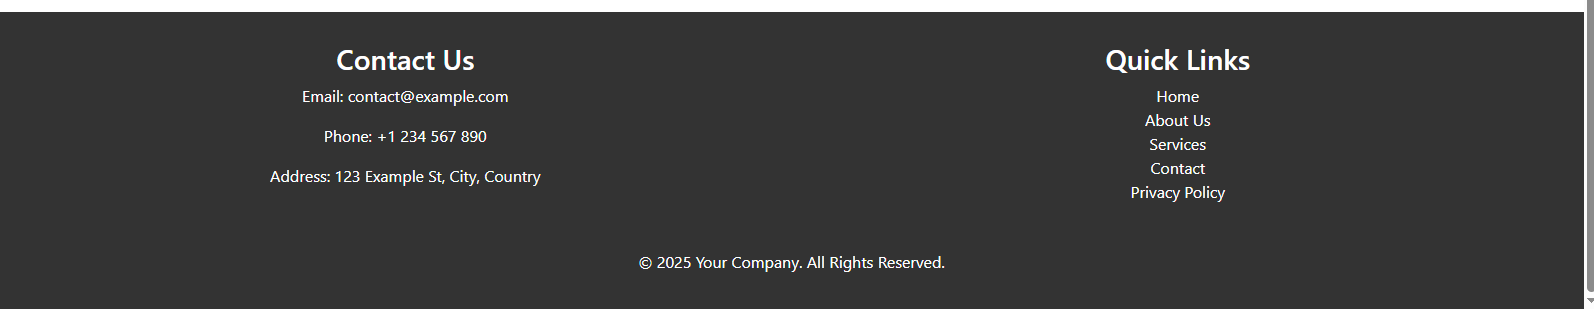 Contact Us
Email: contact@example.com
Phone: +1 234 567 890
Address: 123 Example St, City, Country
Quick Links
Home
About Us
Services
Contact
Privacy Policy
© 2025 Your Company. All Rights Reserved.